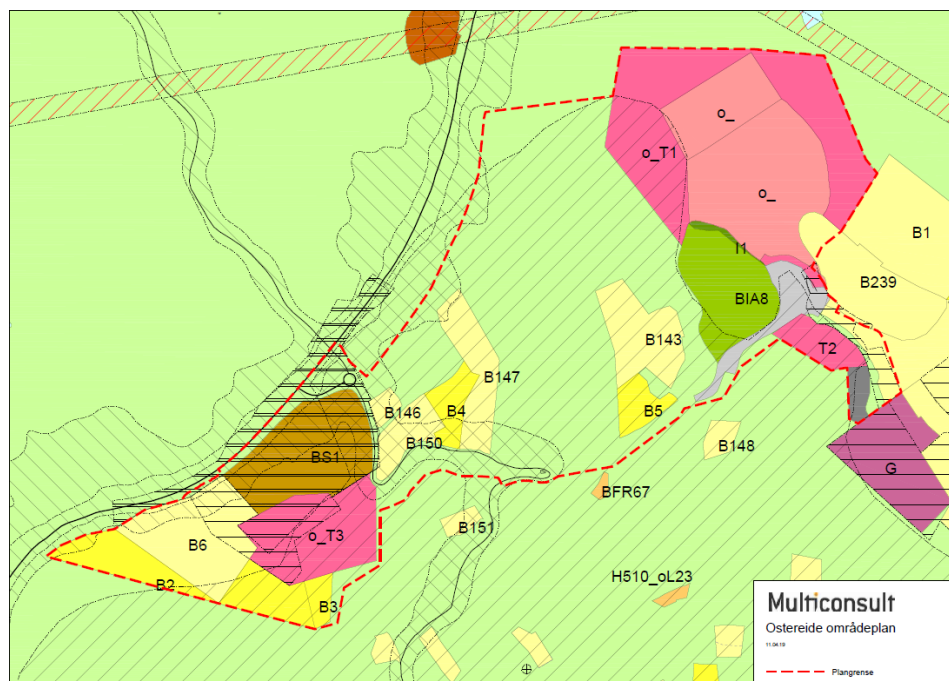 o_
o_T1
o_
B1
I1
B239
BIA8
B143
T2
B147
B146
B4
B5
B150
B148
BS1
G
BFR67
B151
o_T3
B6
H510_oL23
B2
B3
Multiconsult
Ostereide områdeplan
11.04.19
Plangrense